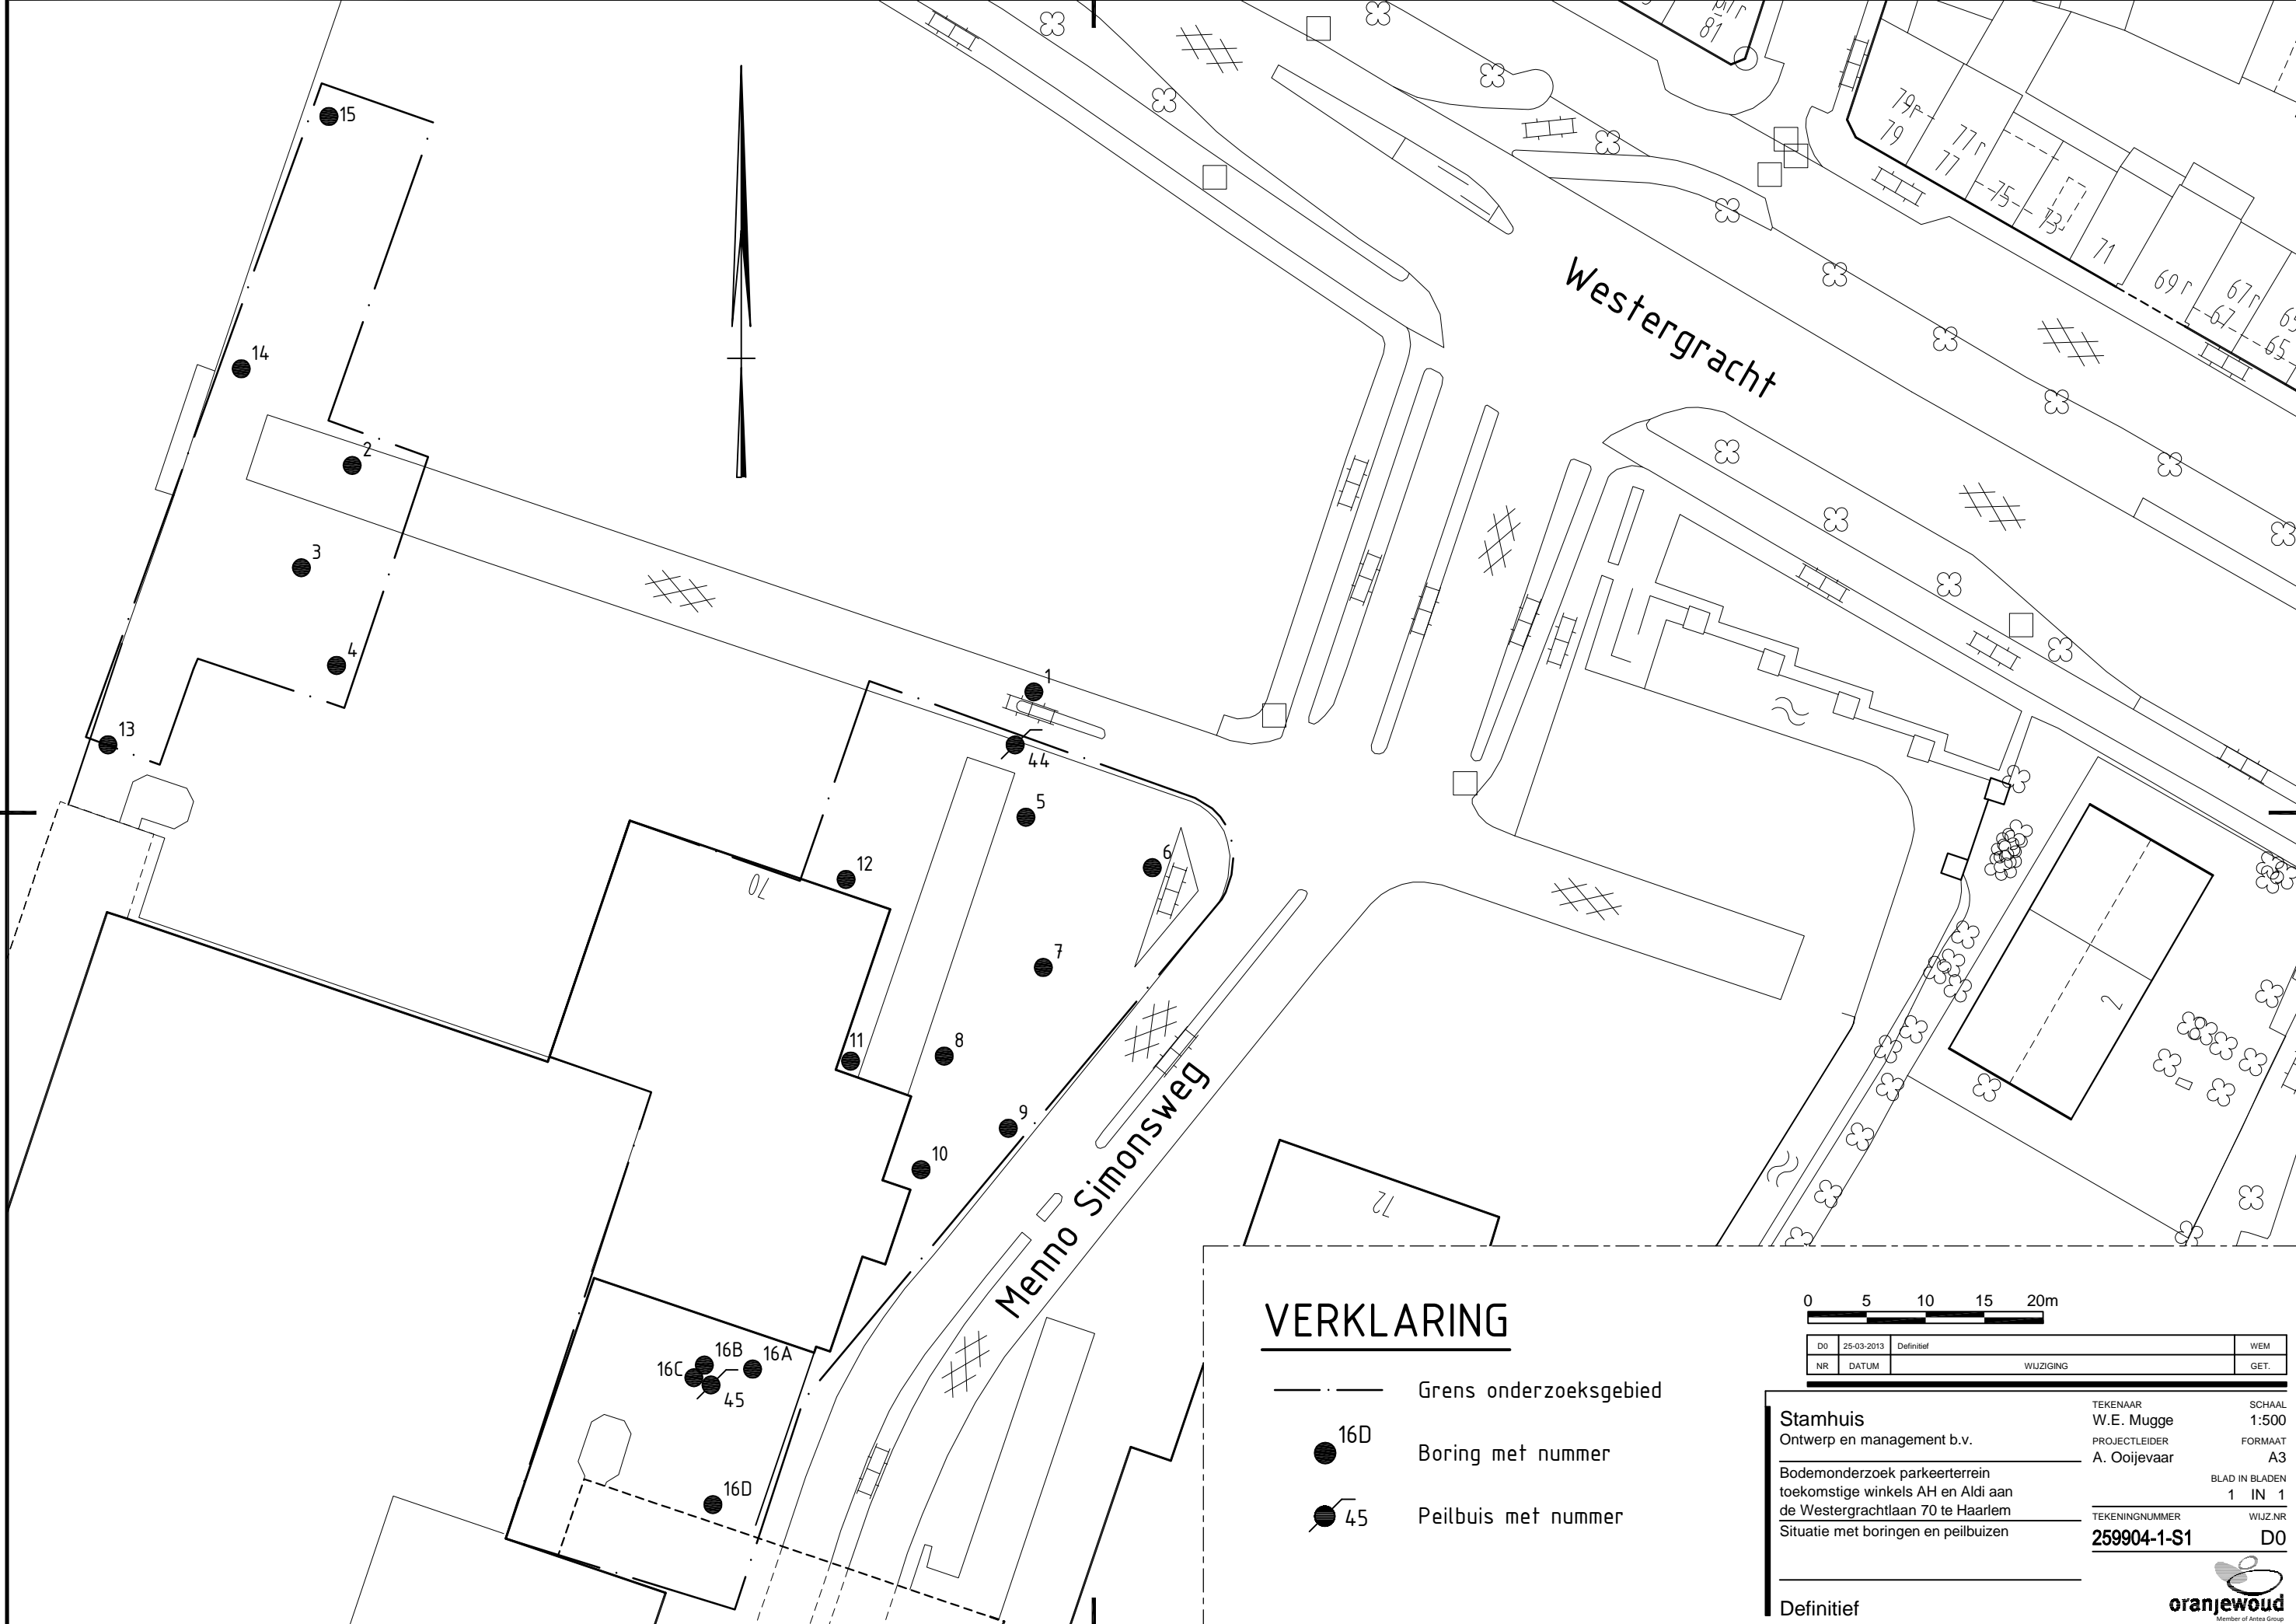 81
79r
79
77r
77
75
73
71
69r
67r
67
65
15
14
2
3
4
13
1
44
5
6
12
70
7
11
8
9
10
16B
16A
16C
45
16D
2
72
Westergracht
Menno Simonsweg
VERKLARING
Grens onderzoeksgebied
16D
Boring met nummer
45
Peilbuis met nummer
0 5 10 15 20m
D0 25-03-2013 Definitief WEM
NR DATUM WIJZIGING GET.
Stamhuis
Ontwerp en management b.v.
Bodemonderzoek parkeerterrein
toekomstige winkels AH en Aldi aan
de Westergrachtlaan 70 te Haarlem
Situatie met boringen en peilbuizen
Definitief
TEKENAAR SCHAAL
W.E. Mugge 1:500
PROJECTLEIDER FORMAAT
A. Ooijevaar A3
BLAD IN BLADEN
1 IN 1
TEKENINGNUMMER WIJZ.NR
259904-1-S1 D0
oranjewoud
Member of Antea Group